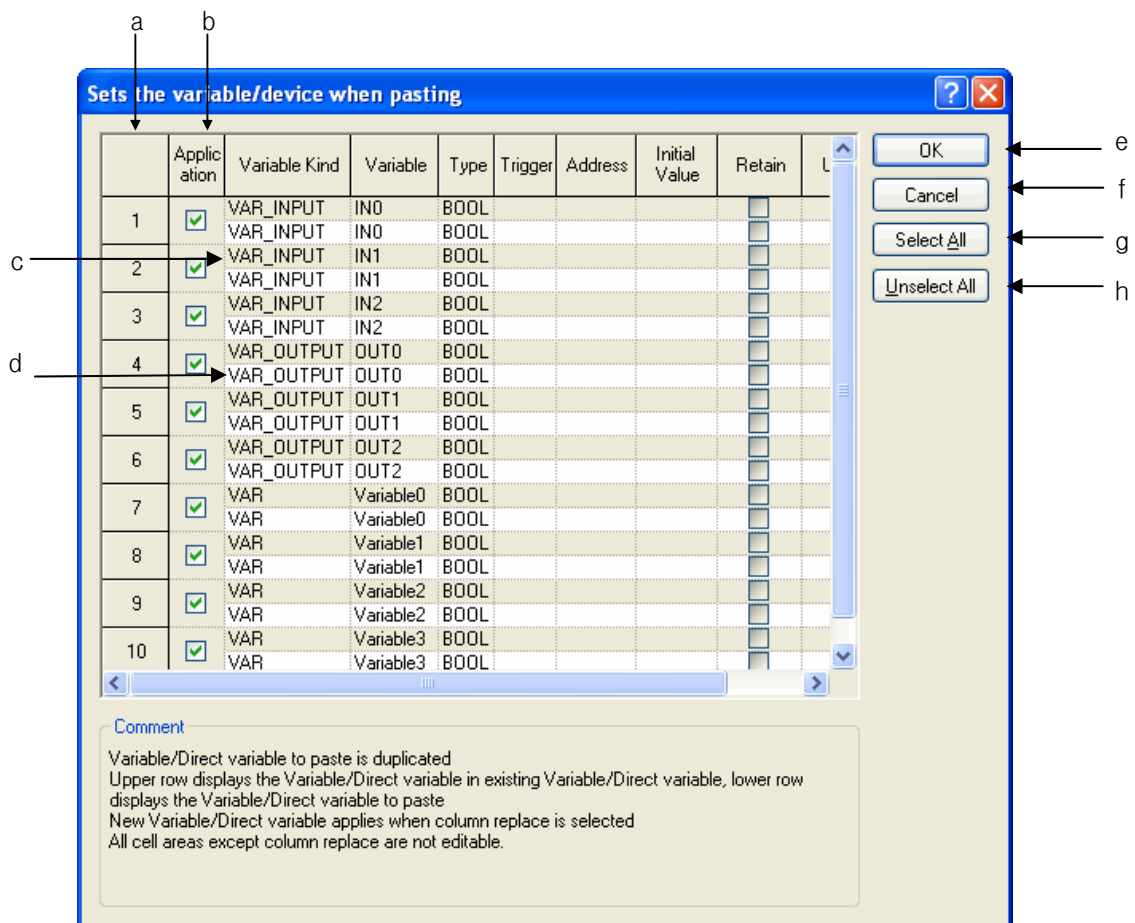 a b
Sets the variable/device when pasting
Applic
ation Variable Kind Variable Type Trigger Address Initial
Value Retain U
1 VAR_INPUT IN0 BOOL
VAR_INPUT IN0 BOOL
2 VAR_INPUT IN1 BOOL
VAR_INPUT IN1 BOOL
3 VAR_INPUT IN2 BOOL
VAR_INPUT IN2 BOOL
4 VAR_OUTPUT OUT0 BOOL
VAR_OUTPUT OUT0 BOOL
5 VAR_OUTPUT OUT1 BOOL
VAR_OUTPUT OUT1 BOOL
6 VAR_OUTPUT OUT2 BOOL
VAR_OUTPUT OUT2 BOOL
7 VAR Variable0 BOOL
VAR Variable0 BOOL
8 VAR Variable1 BOOL
VAR Variable1 BOOL
9 VAR Variable2 BOOL
VAR Variable2 BOOL
10 VAR Variable3 BOOL
VAR Variable3 BOOL
c
d
OK e
Cancel f
Select All g
Unselect All h
Comment
Variable/Direct variable to paste is duplicated
Upper row displays the Variable/Direct variable in existing Variable/Direct variable, lower row
displays the Variable/Direct variable to paste
New Variable/Direct variable applies when column replace is selected
All cell areas except column replace are not editable.